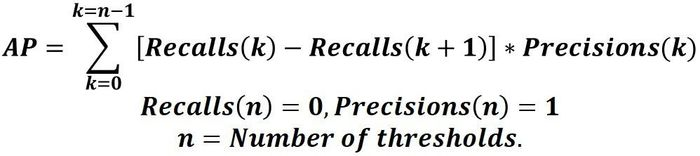 k=n−1
AP = ∑ [Recalls(k) − Recalls(k + 1)] ∗ Precisions(k)
k=0
Recalls(n) = 0, Precisions(n) = 1
n = Number of thresholds.